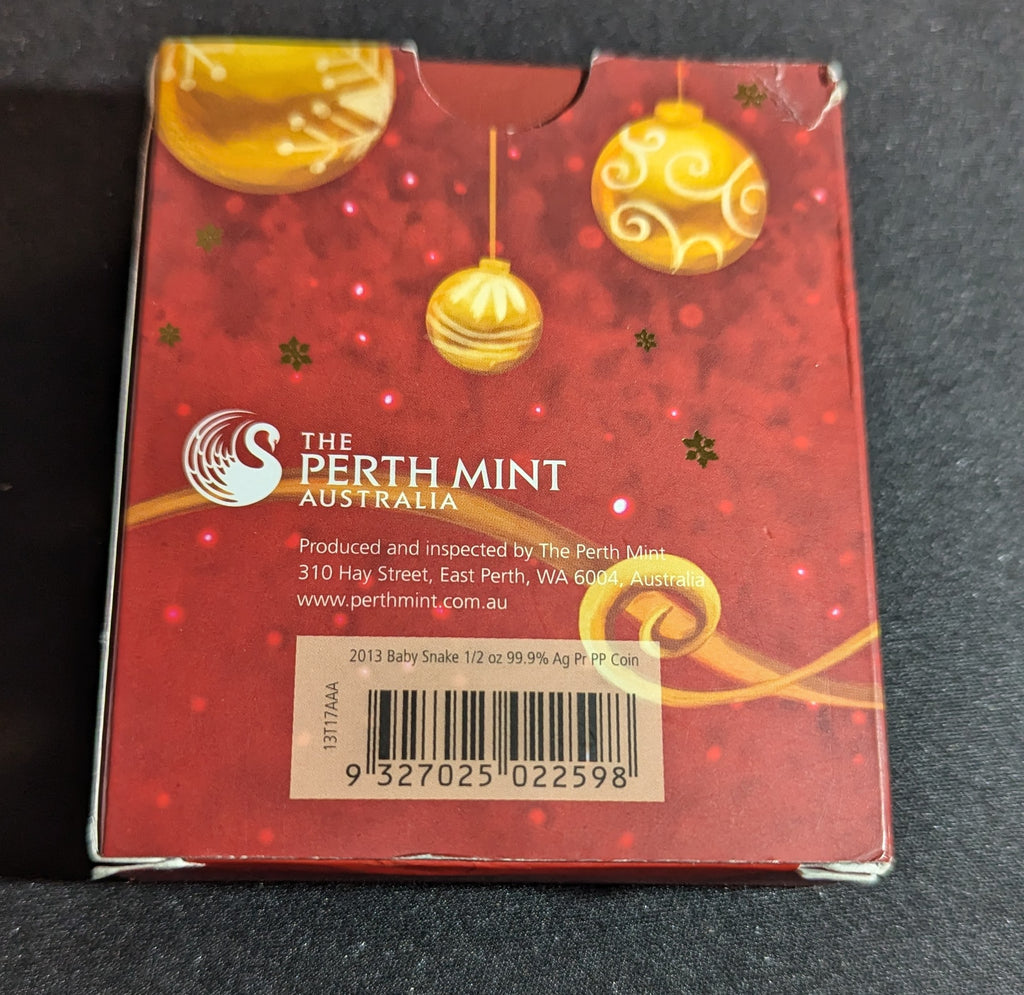 THE
PERTH MINT
AUSTRALIA
Produced and inspected by The Perth Mint
310 Hay Street, East Perth, WA 6004, Australia
www.perthmint.com.au
2013 Baby Snake 1/2 oz 99.9% Ag Pr PP Coin
13T17AAA
9 327025 022598